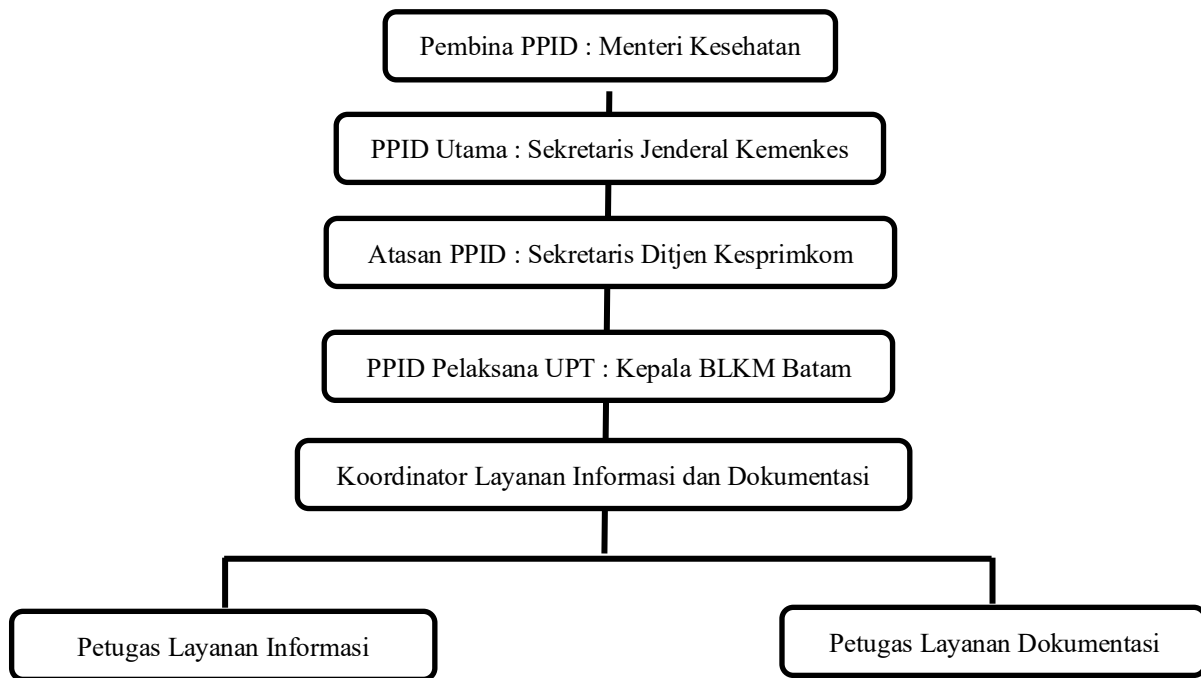 Pembina PPID : Menteri Kesehatan
PPID Utama : Sekretaris Jenderal Kemenkes
Atasan PPID : Sekretaris Ditjen Kesprimkom
PPID Pelaksana UPT : Kepala BLKM Batam
Koordinator Layanan Informasi dan Dokumentasi
Petugas Layanan Informasi
Petugas Layanan Dokumentasi